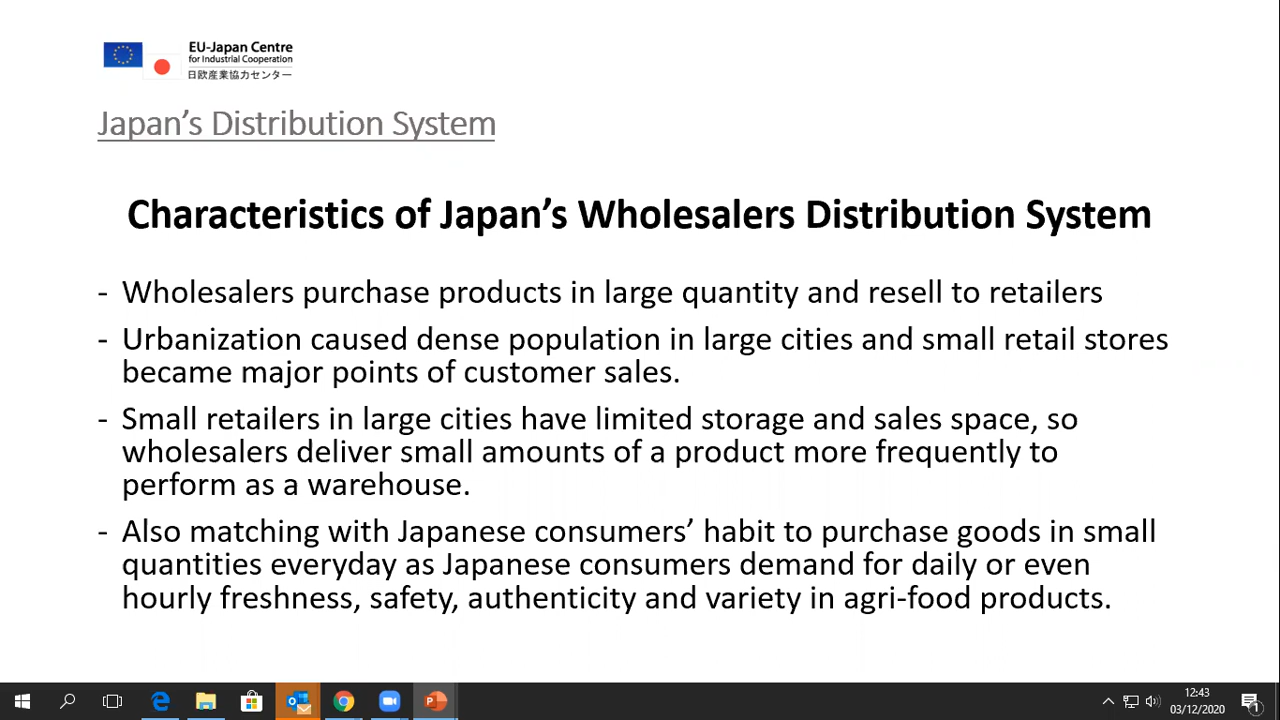 EU-Japan Centre
for Industrial Cooperation
日欧産業協力センター
Japan's Distribution System
Characteristics of Japan's Wholesalers Distribution System
- Wholesalers purchase products in large quantity and resell to retailers
- Urbanization caused dense population in large cities and small retail stores
became major points of customer sales.
- Small retailers in large cities have limited storage and sales space, so
wholesalers deliver small amounts of a product more frequently to
perform as a warehouse.
- Also matching with Japanese consumers’ habit to purchase goods in small
quantities everyday as Japanese consumers demand for daily or even
hourly freshness, safety, authenticity and variety in agri-food products.
12:43
03/12/2020
1